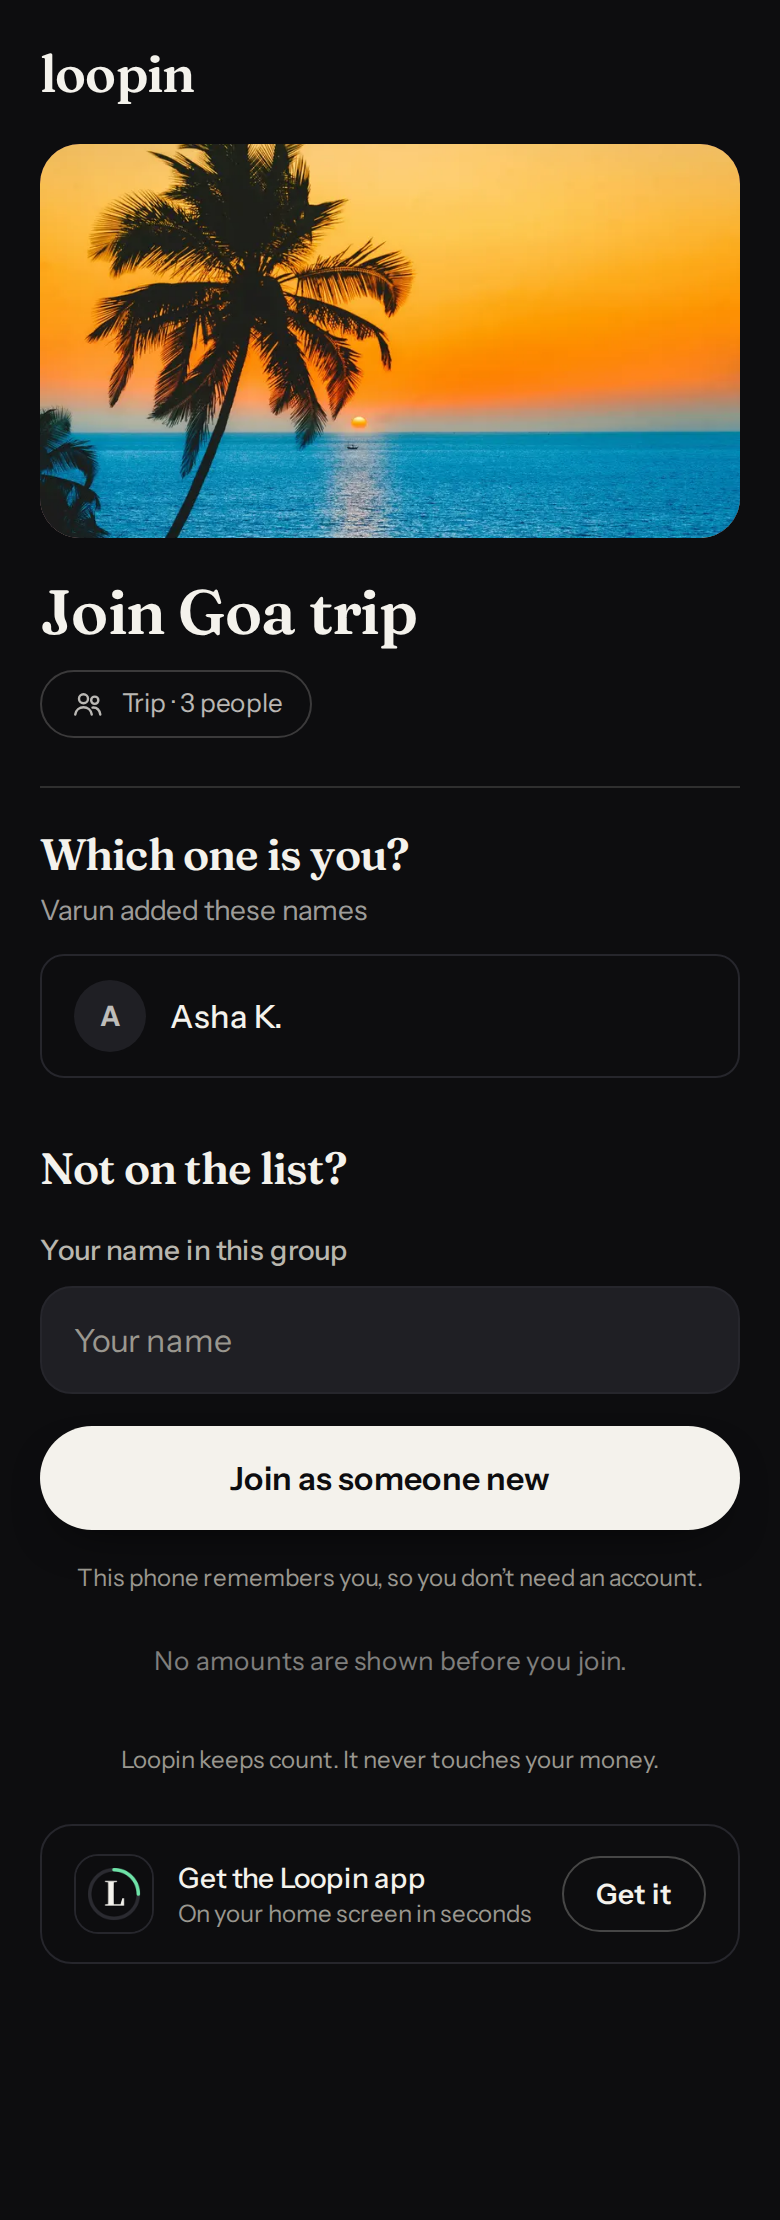 loopin
Join Goa trip
Trip · 3 people
Which one is you?
Varun added these names
A
Asha K.
Not on the list?
Your name in this group
Your name
Join as someone new
This phone remembers you, so you don’t need an account.
No amounts are shown before you join.
Loopin keeps count. It never touches your money.
L
Get the Loopin app
On your home screen in seconds
Get it